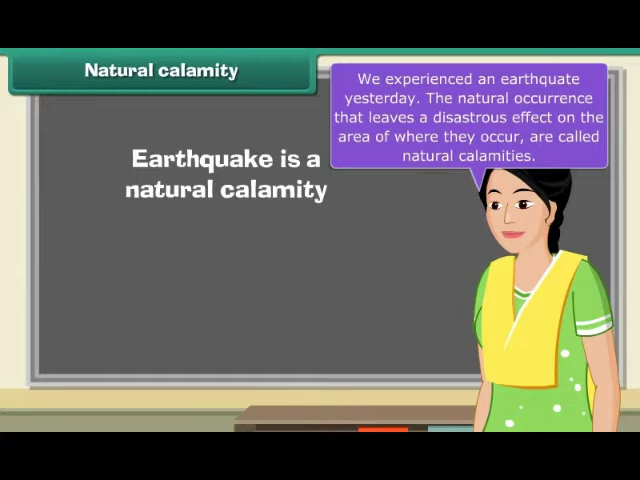 Natural calamity
We experienced an earthquate
yesterday. The natural occurrence
that leaves a disastrous effect on the
area of where they occur, are called
natural calamities.
Earthquake is a
natural calamity